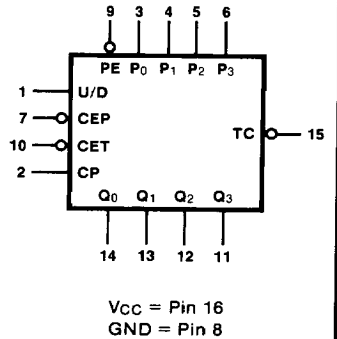 9 3 4 5 6
PE P0 P1 P2 P3
1 U/D
7 CEP
TC 15
10 CET
2 CP
Q0 Q1 Q2 Q3
14 13 12 11
VCC = Pin 16
GND = Pin 8